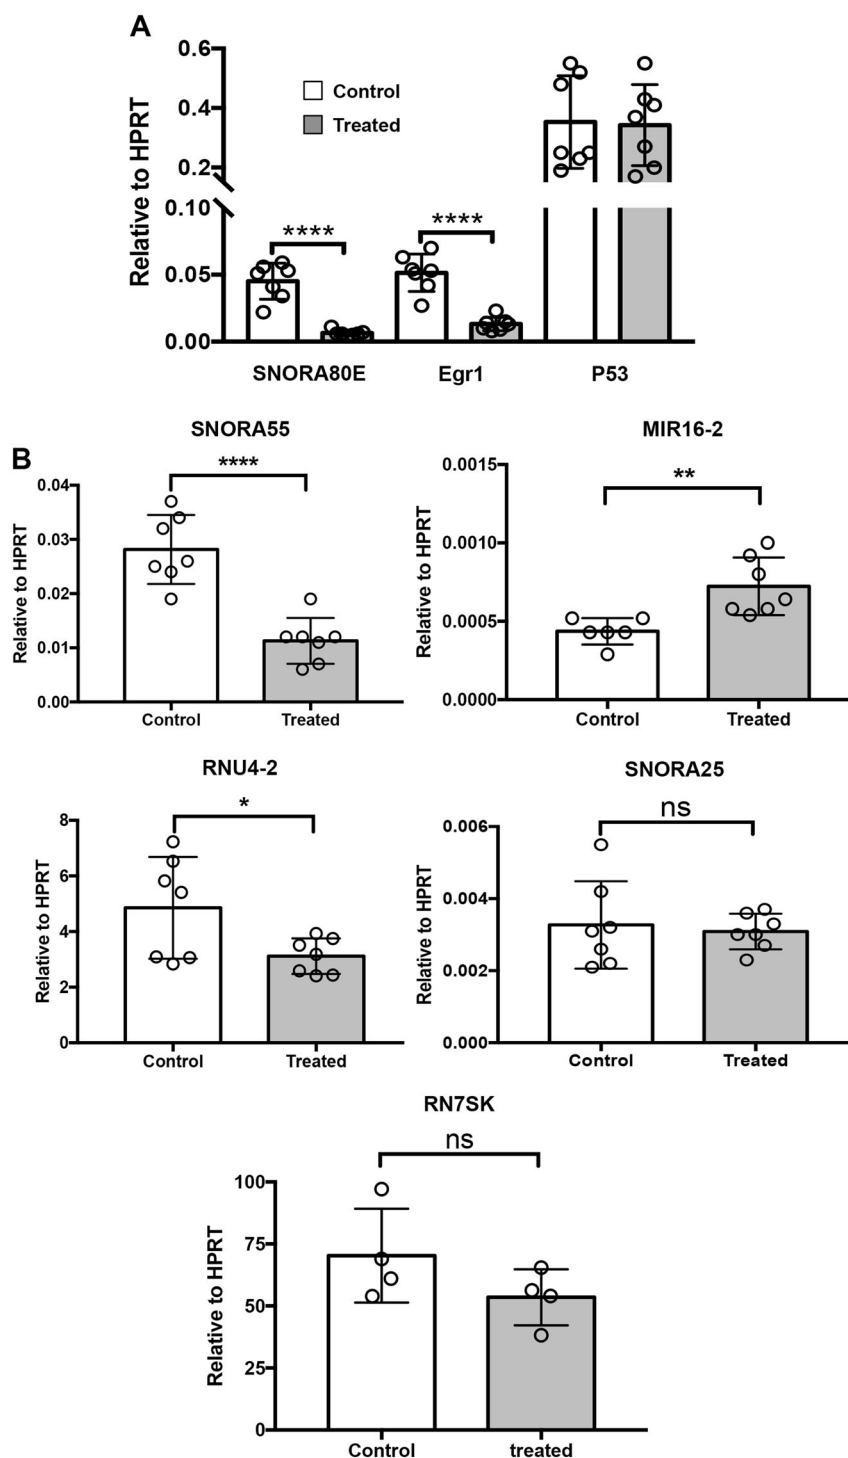 A
Relative to HPRT
0.6
0.4
0.2
0.10
0.05
0.00
Control
Treated
****
****
SNORA80E
Egr1
P53
B
SNORA55
****
Relative to HPRT
0.04
0.03
0.02
0.01
0.00
Control
Treated
MIR16-2
**
Relative to HPRT
0.0015
0.0010
0.0005
0.0000
Control
Treated
RNU4-2
*
Relative to HPRT
8
6
4
2
0
Control
Treated
SNORA25
ns
Relative to HPRT
0.006
0.004
0.002
0.000
Control
Treated
RN7SK
ns
Relative to HPRT
100
75
50
25
0
Control
treated